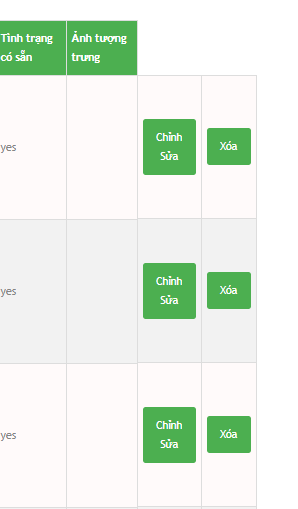 Tình trạng
có sẵn
Ảnh tượng
trưng
yes
Chỉnh
Sửa
Xóa
yes
Chỉnh
Sửa
Xóa
yes
Chỉnh
Sửa
Xóa